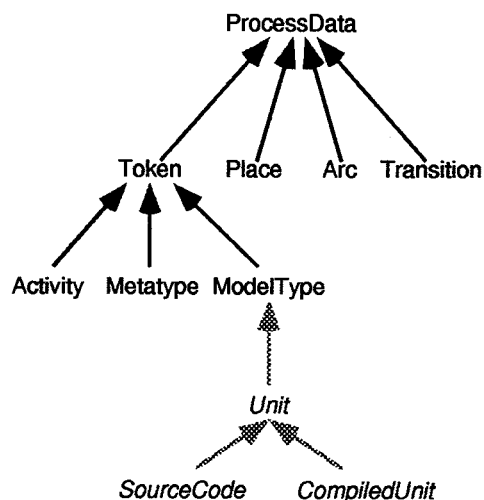 ProcessData
Token Place Arc Transition
Activity Metatype ModelType
Unit
SourceCode CompiledUnit